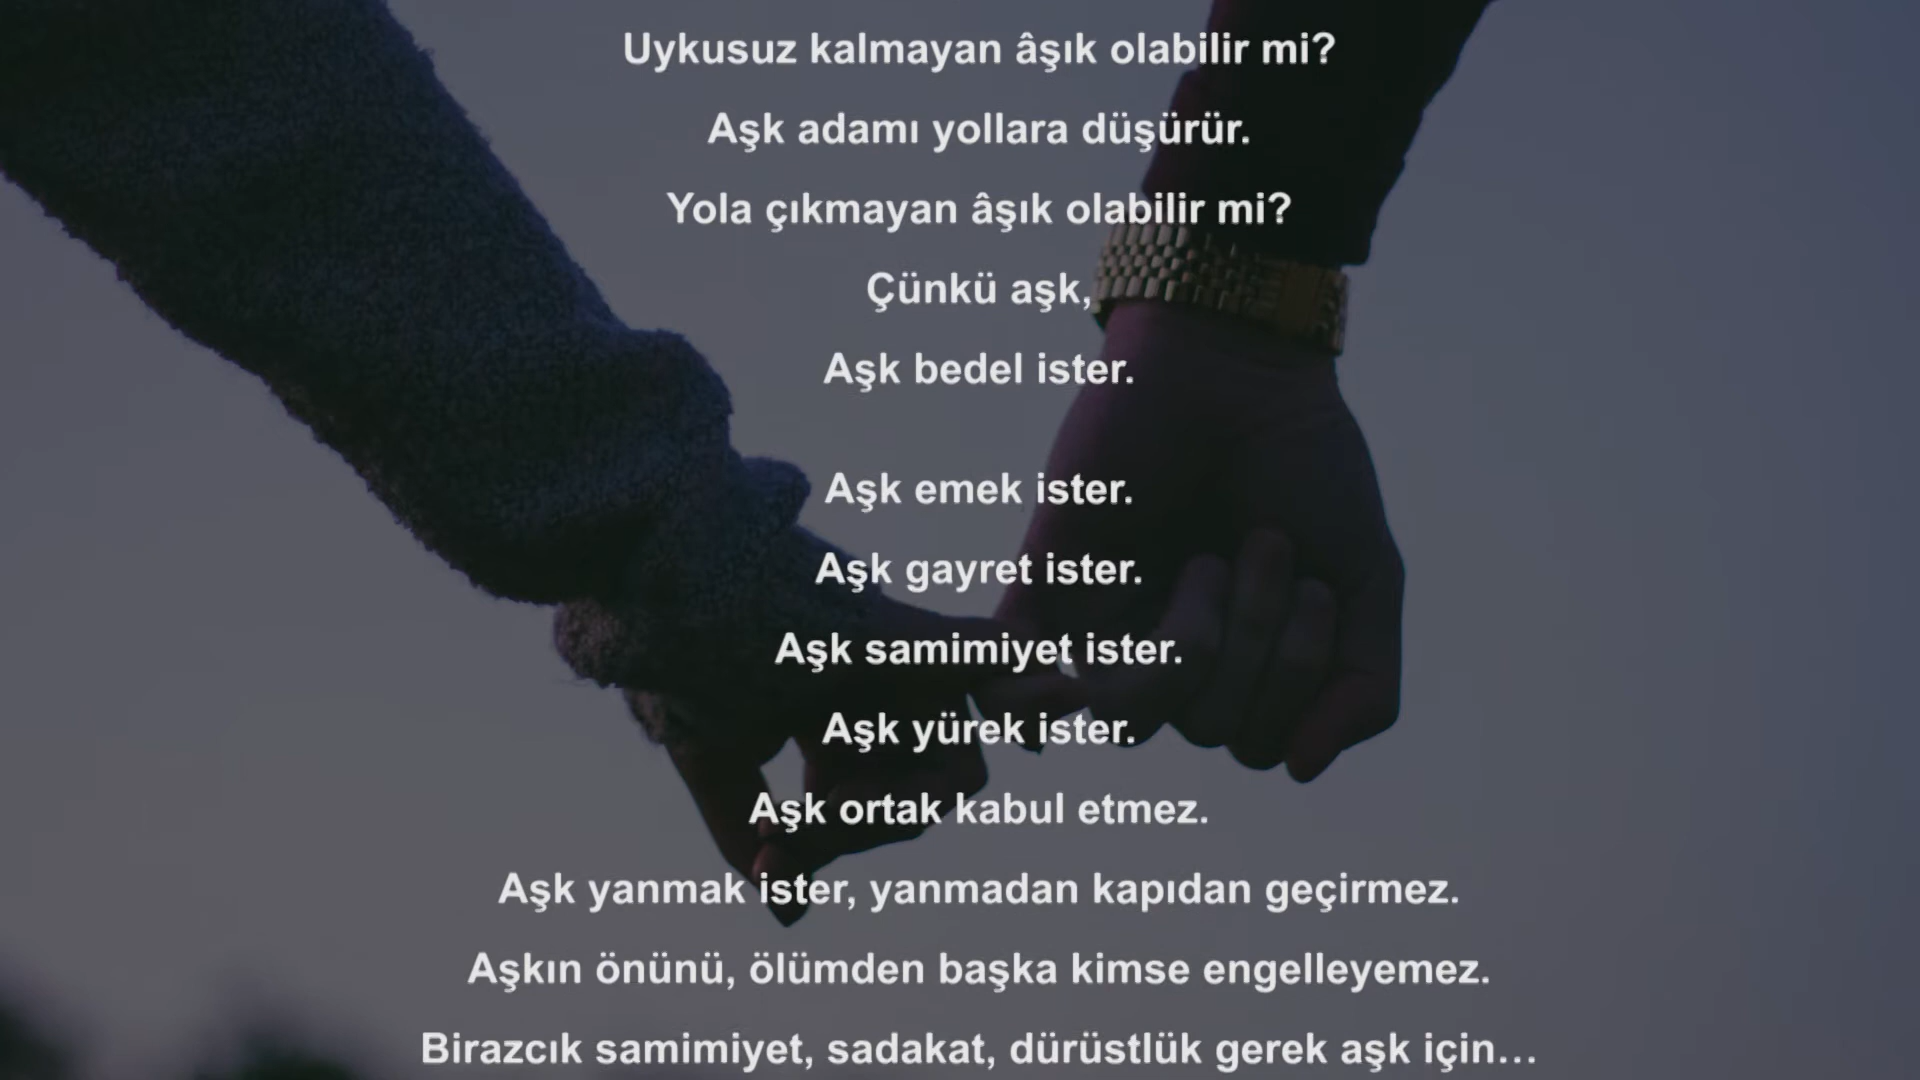 Uykusuz kalmayan âşık olabilir mi?
Aşk adamı yollara düşürür.
Yola çıkmayan âşık olabilir mi?
Çünkü aşk,
Aşk bedel ister.
Aşk emek ister.
Aşk gayret ister.
Aşk samimiyet ister.
Aşk yürek ister.
Aşk ortak kabul etmez.
Aşk yanmak ister, yanmadan kapıdan geçirmez.
Aşkın önünü, ölümden başka kimse engelleyemez.
Birazcık samimiyet, sadakat, dürüstlük gerek aşk için…